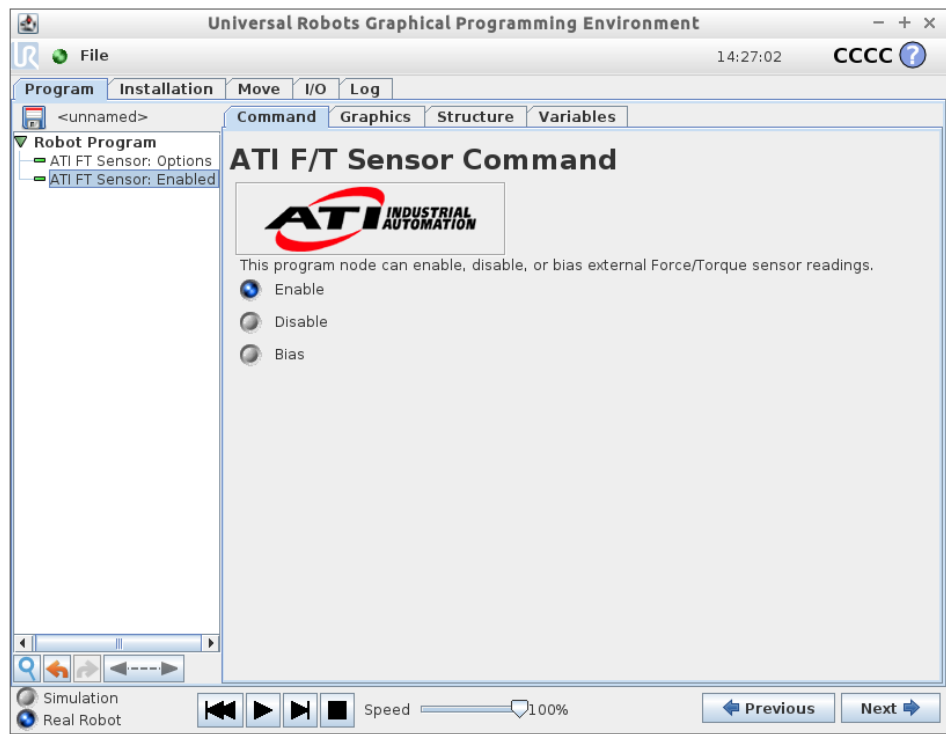 Universal Robots Graphical Programming Environment
File
14:27:02
CCCC
?
Program
Installation
Move
I/O
Log
<unnamed>
Command
Graphics
Structure
Variables
Robot Program
ATI FT Sensor: Options
ATI FT Sensor: Enabled
ATI F/T Sensor Command
ATI INDUSTRIAL
AUTOMATION
This program node can enable, disable, or bias external Force/Torque sensor readings.
Enable
Disable
Bias
Simulation
Real Robot
Speed
100%
Previous
Next